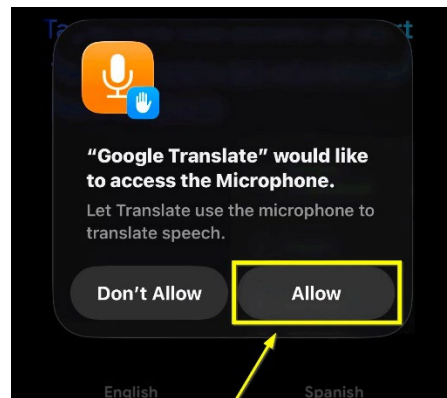 “Google Translate” would like
to access the Microphone.
Let Translate use the microphone to
translate speech.
Don’t Allow
Allow
English
Spanish